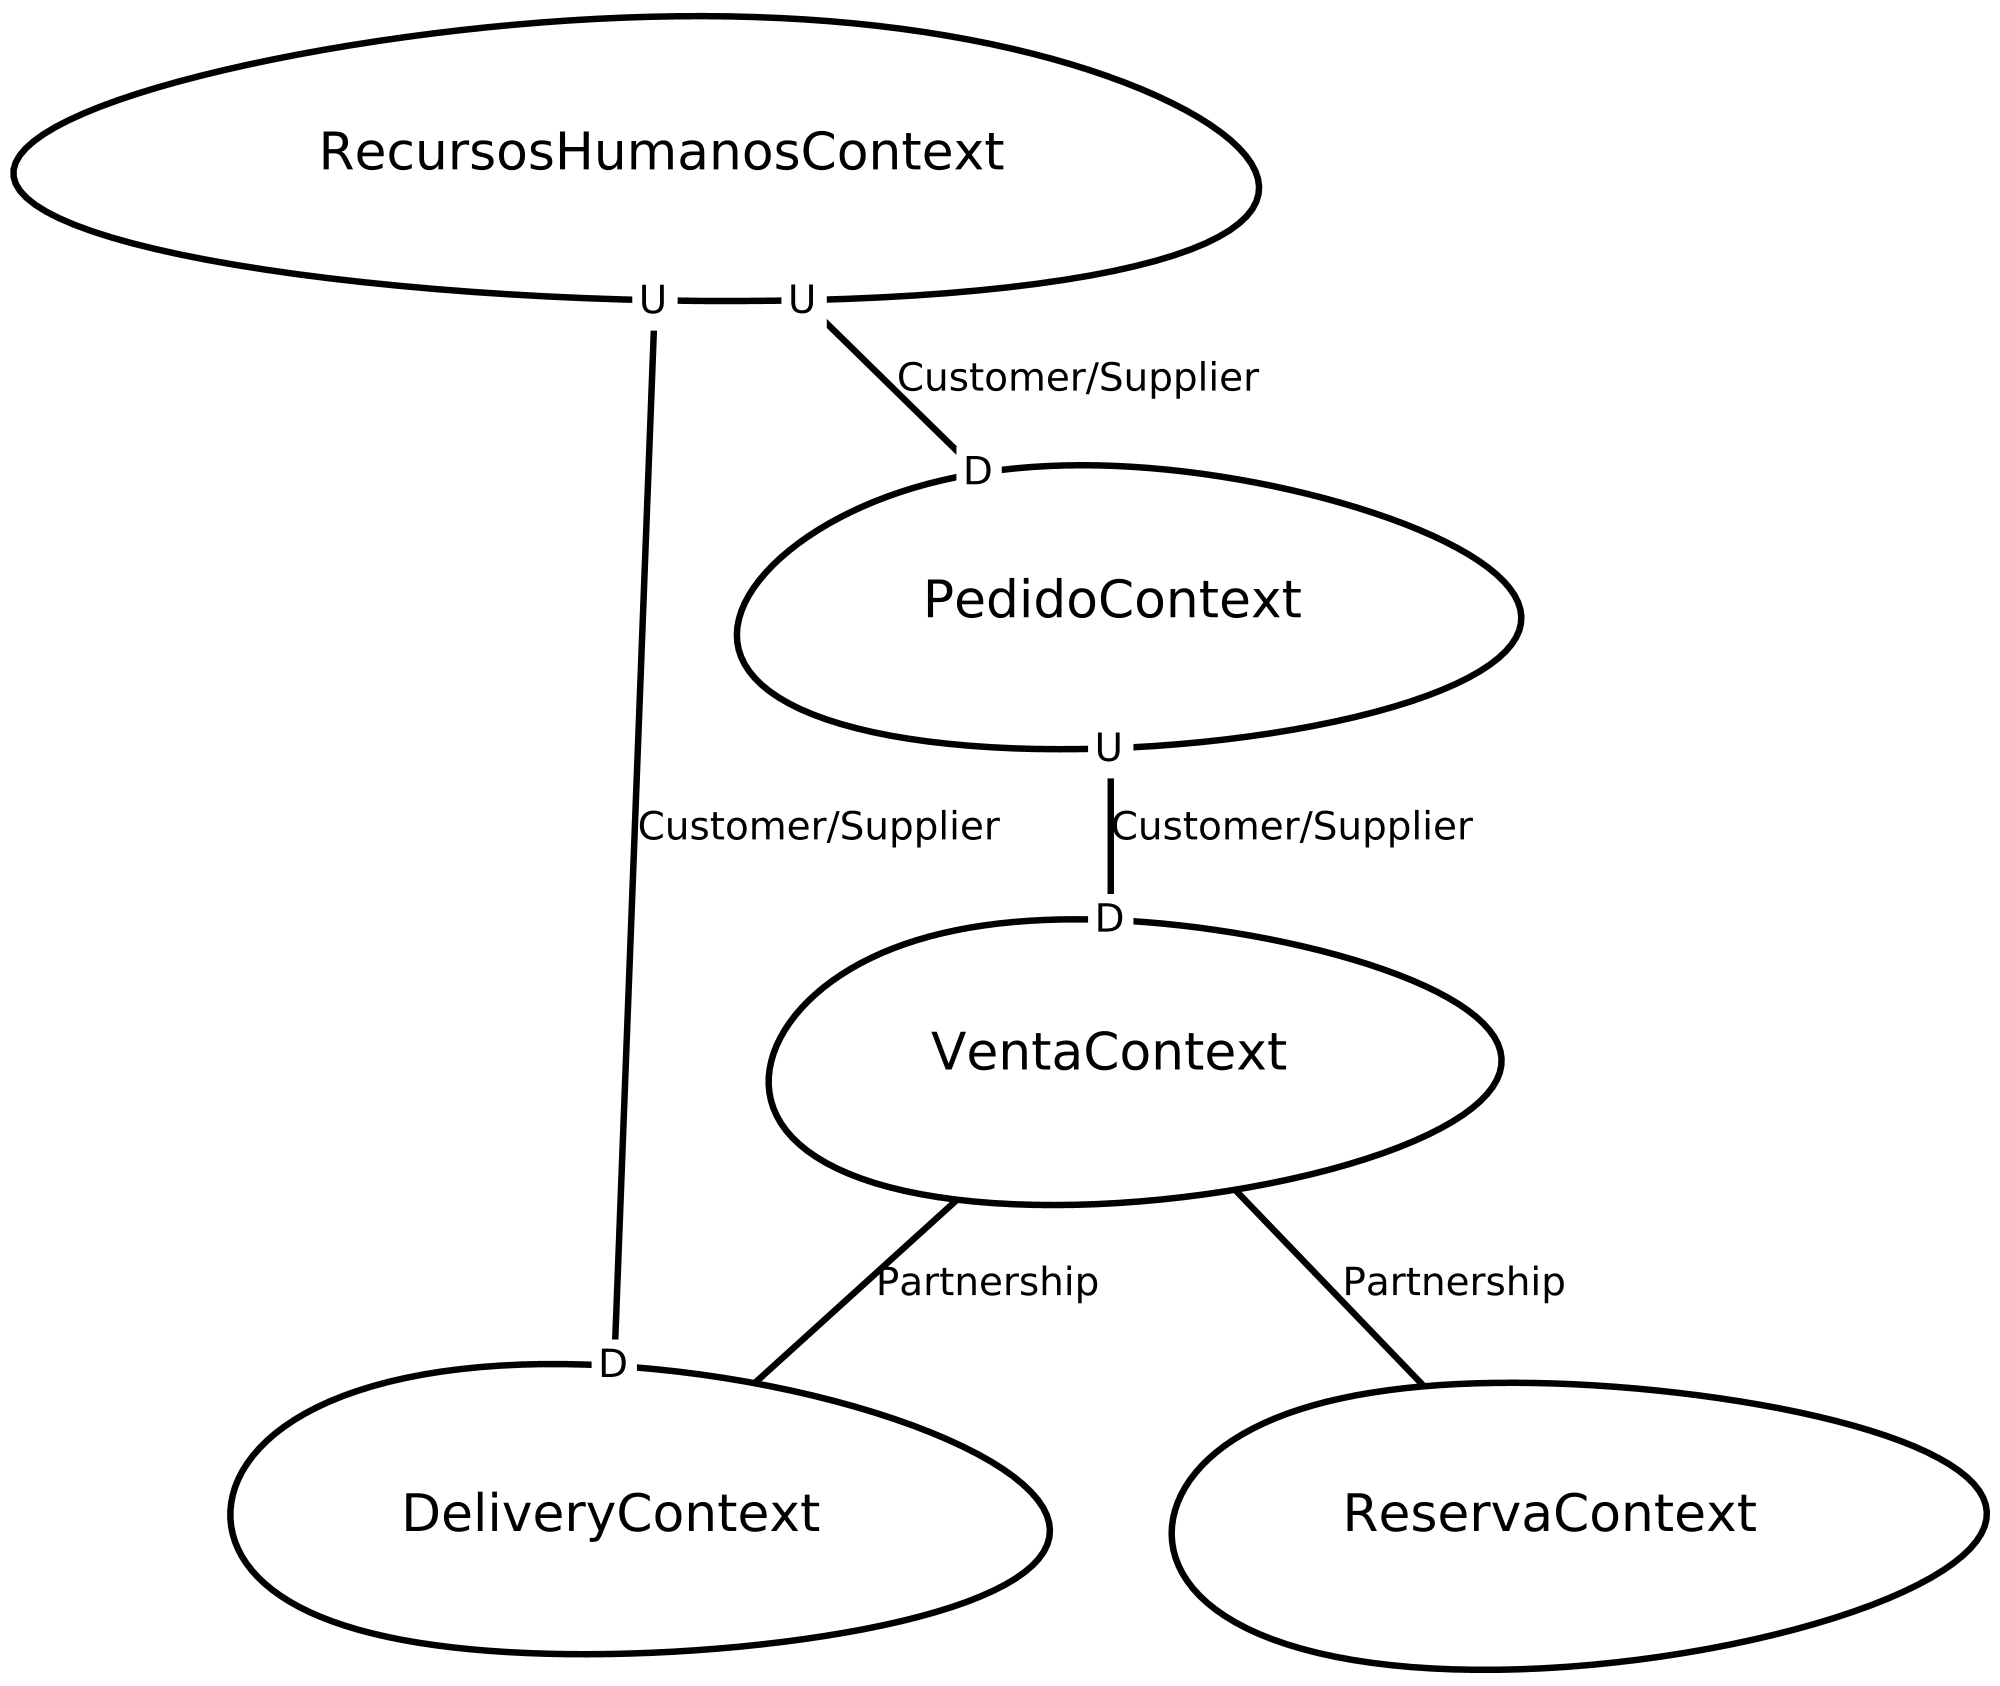 RecursosHumanosContext
U
U
Customer/Supplier
D
PedidoContext
U
Customer/Supplier
Customer/Supplier
D
VentaContext
Partnership
Partnership
D
DeliveryContext
ReservaContext